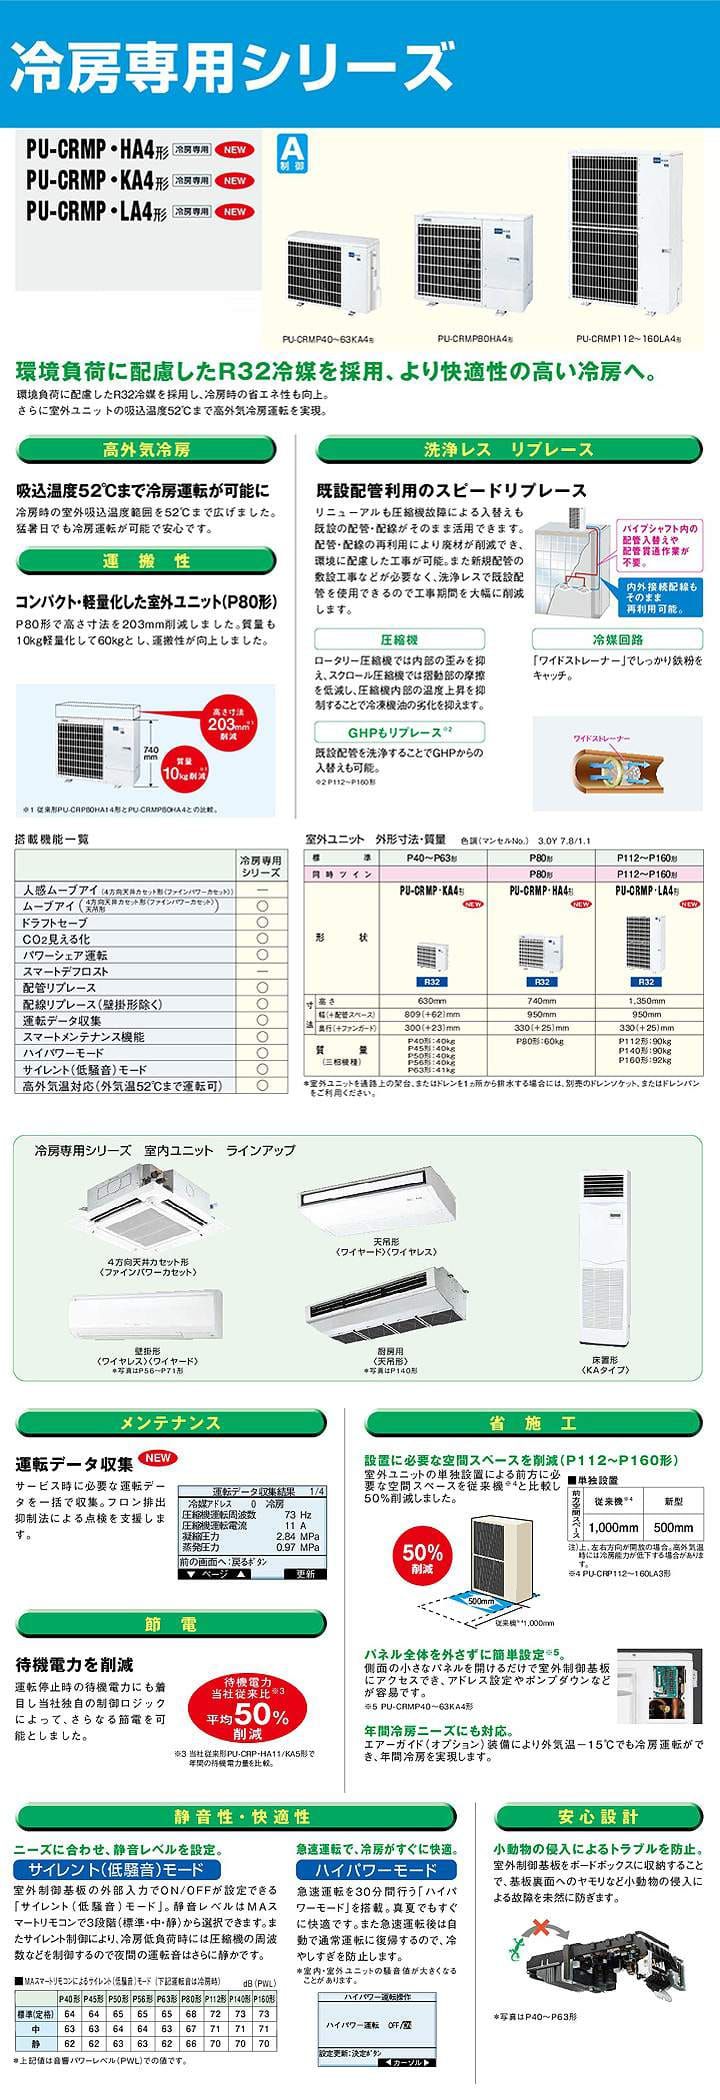 冷房専用シリーズ
PU-CRMP・HA4形 冷房専用 NEW
PU-CRMP・KA4形 冷房専用 NEW
PU-CRMP・LA4形 冷房専用 NEW
A
制御
PU-CRMP40～63KA4形
PU-CRMP80HA4形
PU-CRMP112～160LA4形
環境負荷に配慮したR32冷媒を採用、より快適性の高い冷房へ。
環境負荷に配慮したR32冷媒を採用し、冷房時の省エネ性も向上。
さらに室外ユニットの吸込温度52℃まで高外気冷房運転を実現。
高外気冷房
吸込温度52℃まで冷房運転が可能に
冷房時の室外吸込温度範囲を52℃まで広げました。
猛暑日でも冷房運転が可能で安心です。
運搬性
コンパクト・軽量化した室外ユニット(P80形)
P80形で高さ寸法を203mm削減しました。質量も
10kg軽量化して60kgとし、運搬性が向上しました。
高さ寸法
203mm※1
削減
740
mm
質量
10kg削減※1
※1 従来形PU-CRP80HA14形とPU-CRMP80HA4との比較。
洗浄レス リプレース
既設配管利用のスピードリプレース
リニューアルも圧縮機故障による入替えも
既設の配管・配線がそのまま活用できます。
配管・配線の再利用により廃材が削減でき、
環境に配慮した工事が可能。また新規配管の
敷設工事などが必要なく、洗浄レスで既設配
管を使用できるので工事期間を大幅に削減
します。
パイプシャフト内の
配管入替えや
配管貫通作業が
不要。
内外接続配線も
そのまま
再利用可能。
圧縮機
ロータリー圧縮機では内部の歪みを抑
え、スクロール圧縮機では摺動部の摩擦
を低減し、圧縮機内部の温度上昇を抑
制することで冷凍機油の劣化を抑えます。
冷媒回路
「ワイドストレーナー」でしっかり鉄粉を
キャッチ。
GHPもリプレース※2
既設配管を洗浄することでGHPからの
入替えも可能。
※2 P112～P160形
ワイドストレーナー
搭載機能一覧
冷房専用
シリーズ
人感ムーブアイ (4方向天井カセット形〈ファインパワーカセット〉) －
ムーブアイ (4方向天井カセット形〈ファインパワーカセット〉 天吊形) ○
ドラフトセーブ ○
CO2見える化 ○
パワーシェア運転 ○
スマートデフロスト －
配管リプレース ○
配線リプレース(壁掛形除く) ○
運転データ収集 ○
スマートメンテナンス機能 ○
ハイパワーモード ○
サイレント(低騒音)モード ○
高外気温対応(外気温52℃まで運転可) ○
室外ユニット 外形寸法・質量 色調(マンセルNo.) 3.0Y 7.8/1.1
標準 P40～P63形 P80形 P112～P160形
同時ツイン P80形 P112～P160形
形状 PU-CRMP・KA4形 NEW PU-CRMP・HA4形 NEW PU-CRMP・LA4形 NEW
R32 R32 R32
寸法 高さ 630mm 740mm 1,350mm
幅(+配管スペース) 809(+62)mm 950mm 950mm
奥行(+ファンガード) 300(+23)mm 330(+25)mm 330(+25)mm
質量
(三相機種)
P40形:40kg
P45形:40kg
P50形:40kg
P56形:40kg
P63形:41kg
P80形:60kg
P112形:90kg
P140形:90kg
P160形:92kg
＊室外ユニットを通路上の架台、またはドレンを1ヵ所から排水する場合には、別売のドレンソケット、またはドレンパン
をご利用ください。
冷房専用シリーズ 室内ユニット ラインアップ
4方向天井カセット形
〈ファインパワーカセット〉
天吊形
〈ワイヤード〉〈ワイヤレス〉
壁掛形
〈ワイヤレス〉〈ワイヤード〉
＊写真はP56～P71形
厨房用
〈天吊形〉
＊写真はP140形
床置形
〈KAタイプ〉
メンテナンス
運転データ収集 NEW
サービス時に必要な運転デー
タを一括で収集。フロン排出
抑制法による点検を支援しま
す。
運転データ収集結果 1/4
冷媒アドレス 0 冷房
圧縮機運転周波数 73 Hz
圧縮機運転電流 11 A
凝縮圧力 2.84 MPa
蒸発圧力 0.97 MPa
前の画面へ:戻るボタン
▼ ページ ▲ 更新
節電
待機電力を削減
運転停止時の待機電力にも着
目し当社独自の制御ロジック
によって、さらなる節電を可
能としました。
待機電力
当社従来比※3
平均50%
削減
※3 当社従来形PU-CRP・HA11/KA5形で
年間の待機電力量を比較。
省施工
設置に必要な空間スペースを削減(P112～P160形)
室外ユニットの単独設置による前方に必
要な空間スペースを従来機※4と比較し
50%削減しました。
50%
削減
500mm
従来機※4 1,000mm
■単独設置
前方空間スペース
従来機※4 新型
1,000mm 500mm
注)上、左右方向が開放の場合。高外気温
時には冷房能力が低下する場合がありま
す。
※4 PU-CRP112～160LA3形
パネル全体を外さずに簡単設定※5。
側面の小さなパネルを開けるだけで室外制御基板
にアクセスでき、アドレス設定やポンプダウンなど
が容易です。
※5 PU-CRMP40～63KA4形
年間冷房ニーズにも対応。
エアーガイド(オプション)装備により外気温－15℃でも冷房運転がで
き、年間冷房を実現します。
静音性・快適性
ニーズに合わせ、静音レベルを設定。
サイレント(低騒音)モード
室外制御基板の外部入力でON/OFFが設定できる
「サイレント(低騒音)モード」。静音レベルはMAス
マートリモコンで3段階(標準・中・静)から選択できます。ま
たサイレント制御により、冷房低負荷時には圧縮機の周波
数などを制御するので夜間の運転音はさらに静かです。
■MAスマートリモコンによるサイレント(低騒音)モード (下記運転音は冷房時) dB(PWL)
P40形 P45形 P50形 P56形 P63形 P80形 P112形 P140形 P160形
標準(定格) 64 64 65 65 65 68 72 73 73
中 63 63 64 64 63 67 71 71 71
静 62 62 63 63 62 66 70 70 70
＊上記値は音響パワーレベル(PWL)での値です。
急速運転で、冷房がすぐに快適。
ハイパワーモード
急速運転を30分間行う「ハイパ
ワーモード」を搭載。真夏でもすぐ
に快適です。また急速運転後は自
動で通常運転に復帰するので、冷
やしすぎを防止します。
＊室内・室外ユニットの騒音値が大きくなる
ことがあります。
ハイパワー運転操作
ハイパワー運転 OFF/ON
設定更新:決定ボタン
◀カーソル▶
安心設計
小動物の侵入によるトラブルを防止。
室外制御基板をボードボックスに収納すること
で、基板裏面へのヤモリなど小動物の侵入に
よる故障を未然に防ぎます。
＊写真はP40～P63形